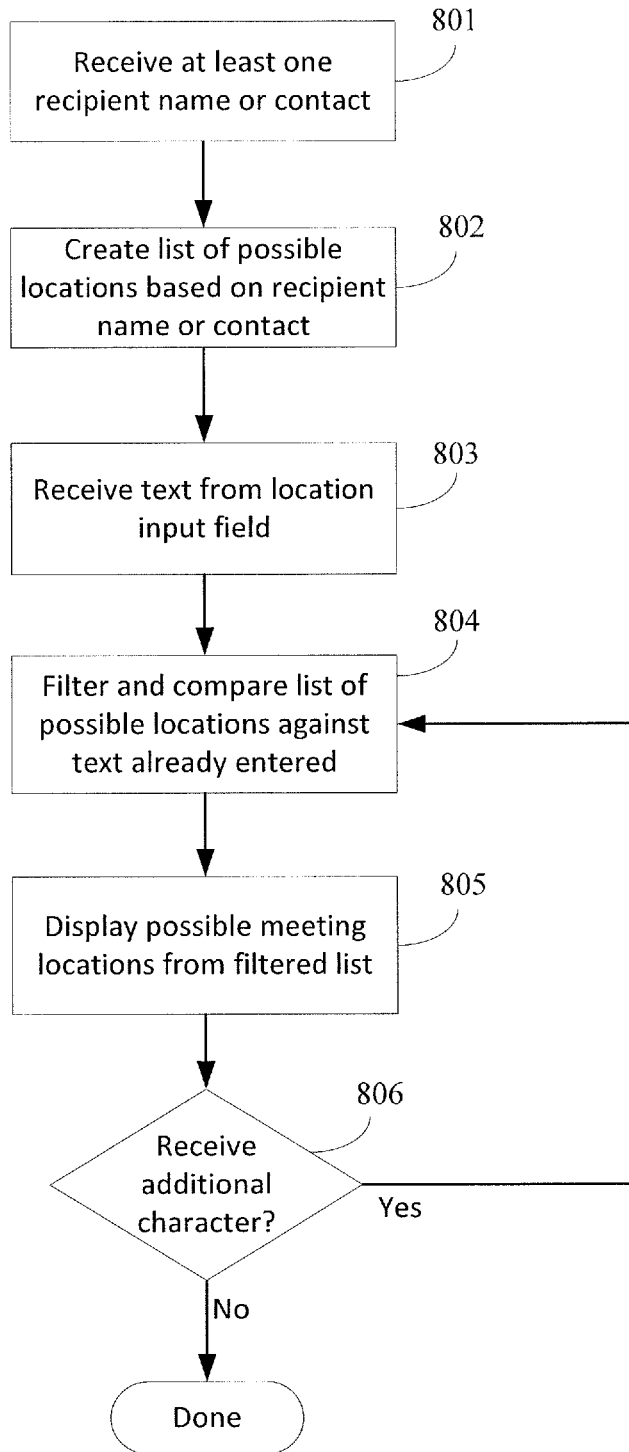 801
Receive at least one
recipient name or contact
802
Create list of possible
locations based on recipient
name or contact
803
Receive text from location
input field
804
Filter and compare list of
possible locations against
text already entered
805
Display possible meeting
locations from filtered list
806
Receive
additional
character?
Yes
No
Done